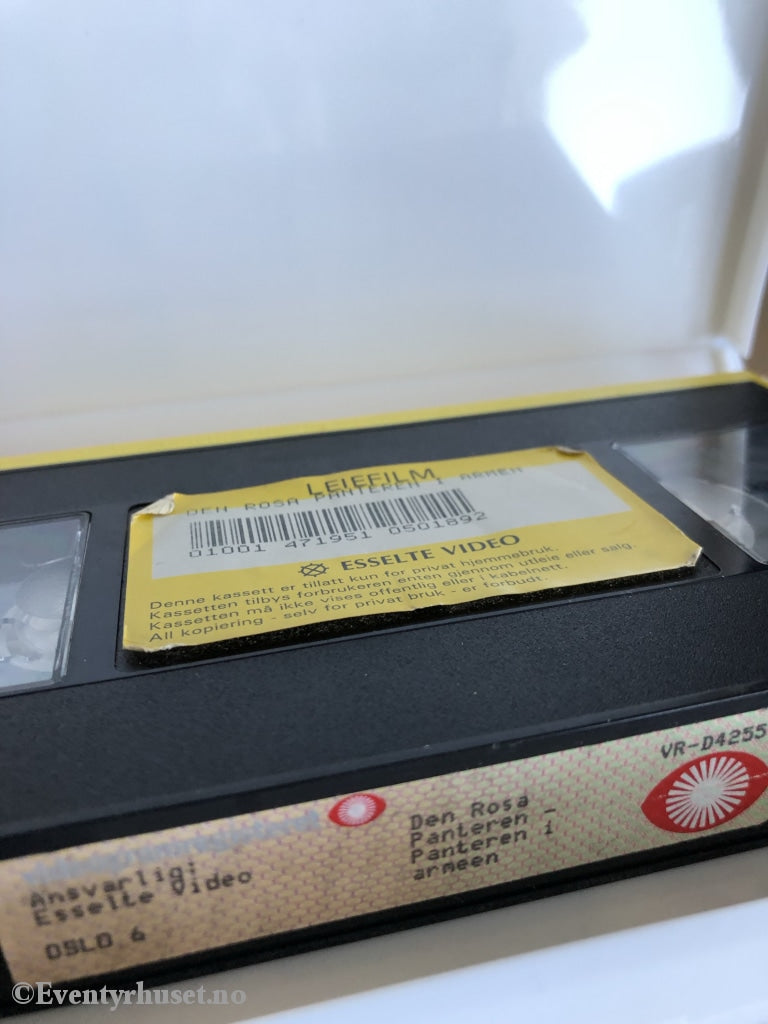 LEIEFILM
DEN ROSA PANTEREN I ARMEN
01001 471951 0501892
ESSELTE VIDEO
Denne kassett er tillatt kun for privat hjemmebruk.
Kassetten tilbys forbrukeren enten gjennom utleie eller salg.
Kassetten må ikke vises offentlig eller i kabelnett.
All kopiering - selv for privat bruk - er forbudt.
VR-D4255
Den Rosa
Panteren _
Panteren i
armeen
Ansvarlig:
Esselte Video
OSLO 6
©Eventyrhuset.no